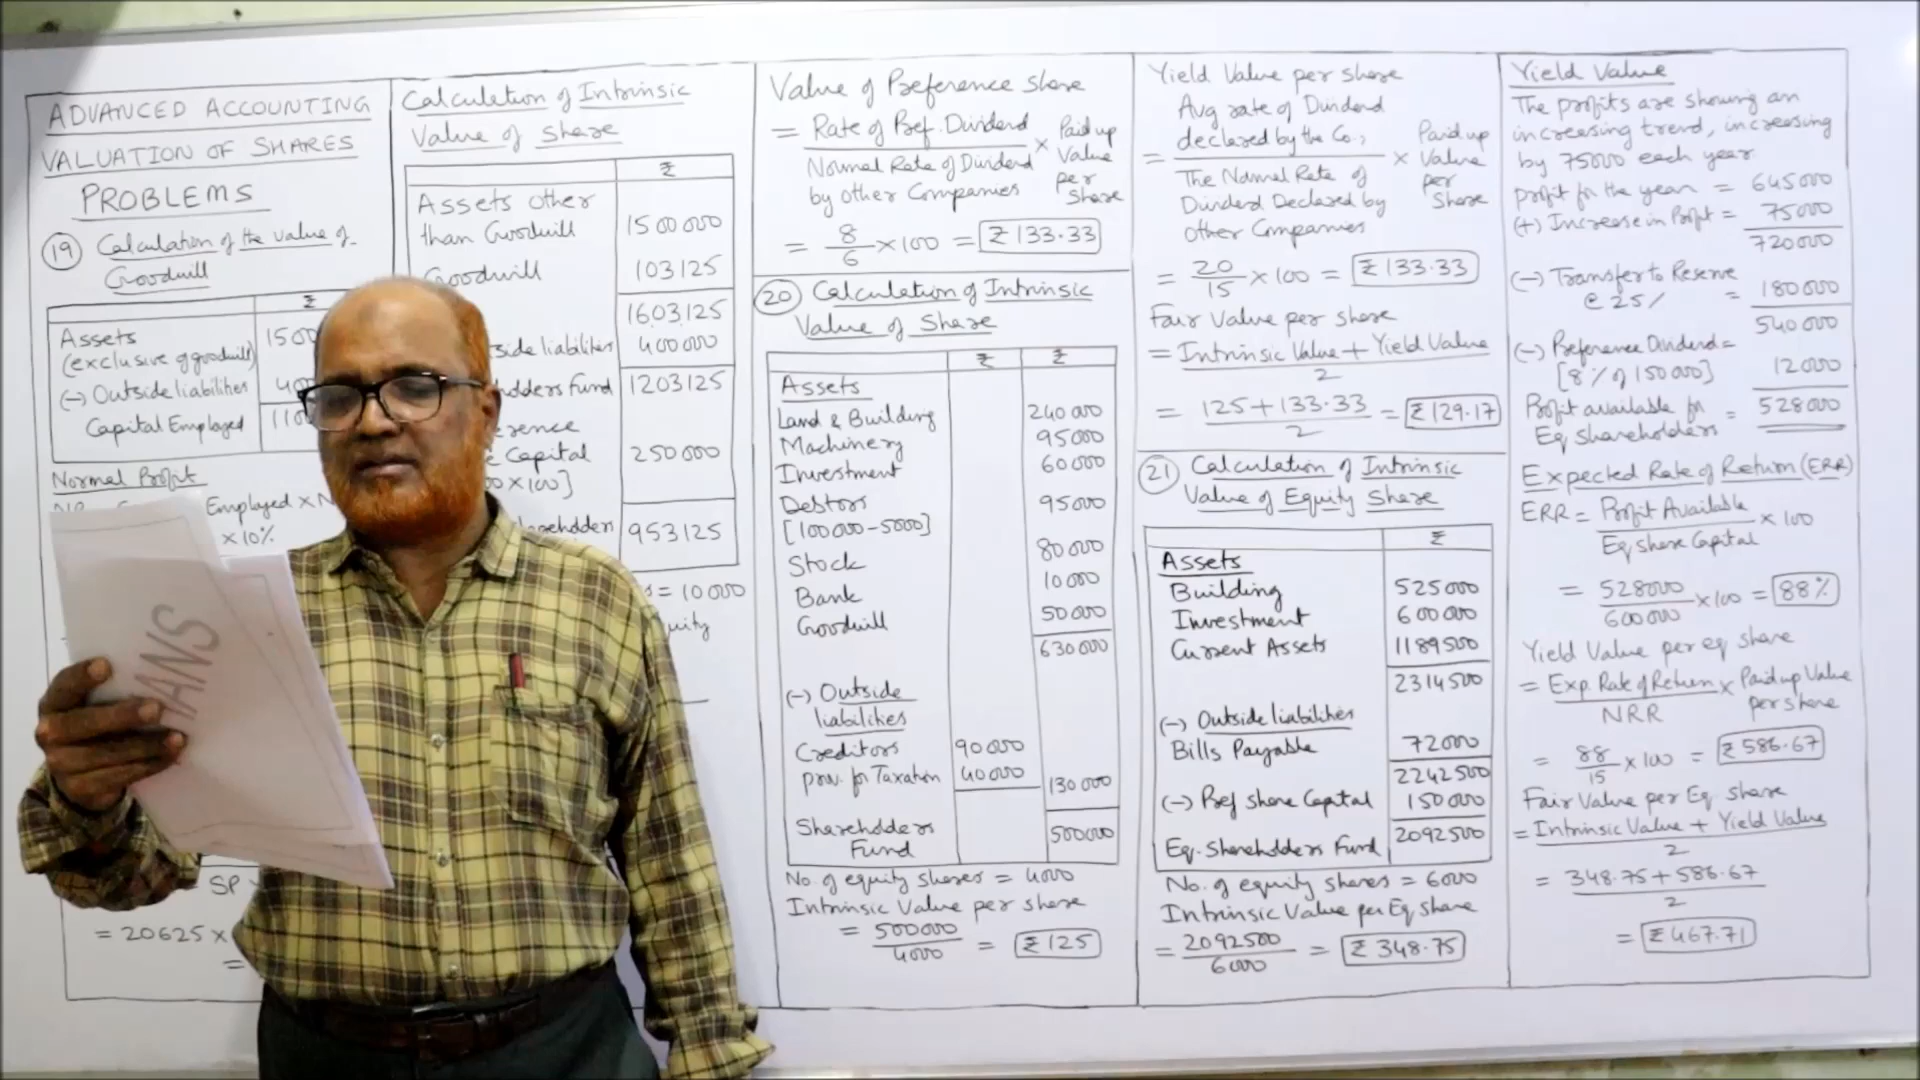 ADVANCED ACCOUNTING
VALUATION OF SHARES
PROBLEMS
19 Calculation of the value of
Goodwill
₹
Assets
(exclusive of goodwill)
(-) Outside liabilities
Capital Employed
Normal Profit
Employed ×
× 10%
SP
= 20625 ×
=
Calculation of Intrinsic
Value of Share
₹
Assets other
than Goodwill 1500000
Goodwill 103125
1603125
side liabilities 400000
holders Fund 1203125
erence
Capital 250000
00 × 100]
shareholders 953125
s = 10000
uity
Value of Preference Share
= Rate of Pref. Dividend / Normal Rate of Dividend by other Companies × Paid up Value per Share
= 8/6 × 100 = ₹ 133.33
20 Calculation of Intrinsic
Value of Share
₹ ₹
Assets
Land & Building 240000
Machinery 95000
Investment 60000
Debtors 95000
[100000 - 5000]
Stock 80000
Bank 10000
Goodwill 50000
630000
(-) Outside
liabilities
Creditors 90000
prov. for Taxation 40000 130000
Shareholders
Fund 500000
No. of equity shares = 4000
Intrinsic Value per share
= 500000/4000 = ₹ 125
Yield Value per share
= Avg rate of Dividend declared by the Co., / The Normal Rate of Dividend Declared by Other Companies × Paid up Value per Share
= 20/15 × 100 = ₹ 133.33
Fair Value per share
= Intrinsic Value + Yield Value / 2
= 125 + 133.33 / 2 = ₹ 129.17
21 Calculation of Intrinsic
Value of Equity Share
₹
Assets
Building 525000
Investment 600000
Current Assets 1189500
2314500
(-) Outside liabilities
Bills Payable 72000
2242500
(-) Pref share Capital 150000
Eq. Shareholders Fund 2092500
No. of equity shares = 6000
Intrinsic Value per Eq share
= 2092500/6000 = ₹ 348.75
Yield Value
The profits are showing an
increasing trend, increasing
by 75000 each year.
profit for the year = 645000
(+) Increase in Profit = 75000
720000
(-) Transfer to Reserve
@ 25% = 180000
540000
(-) Preference Dividend =
[8% of 150000] 12000
Profit available for
Eq shareholders = 528000
Expected Rate of Return (ERR)
ERR = Profit Available / Eq share Capital × 100
= 528000/600000 × 100 = 88%
Yield Value per eq share
= Exp. Rate of Return / NRR × Paid up Value per share
= 88/15 × 100 = ₹ 586.67
Fair Value per Eq share
= Intrinsic Value + Yield Value / 2
= 348.75 + 586.67 / 2
= ₹ 467.71